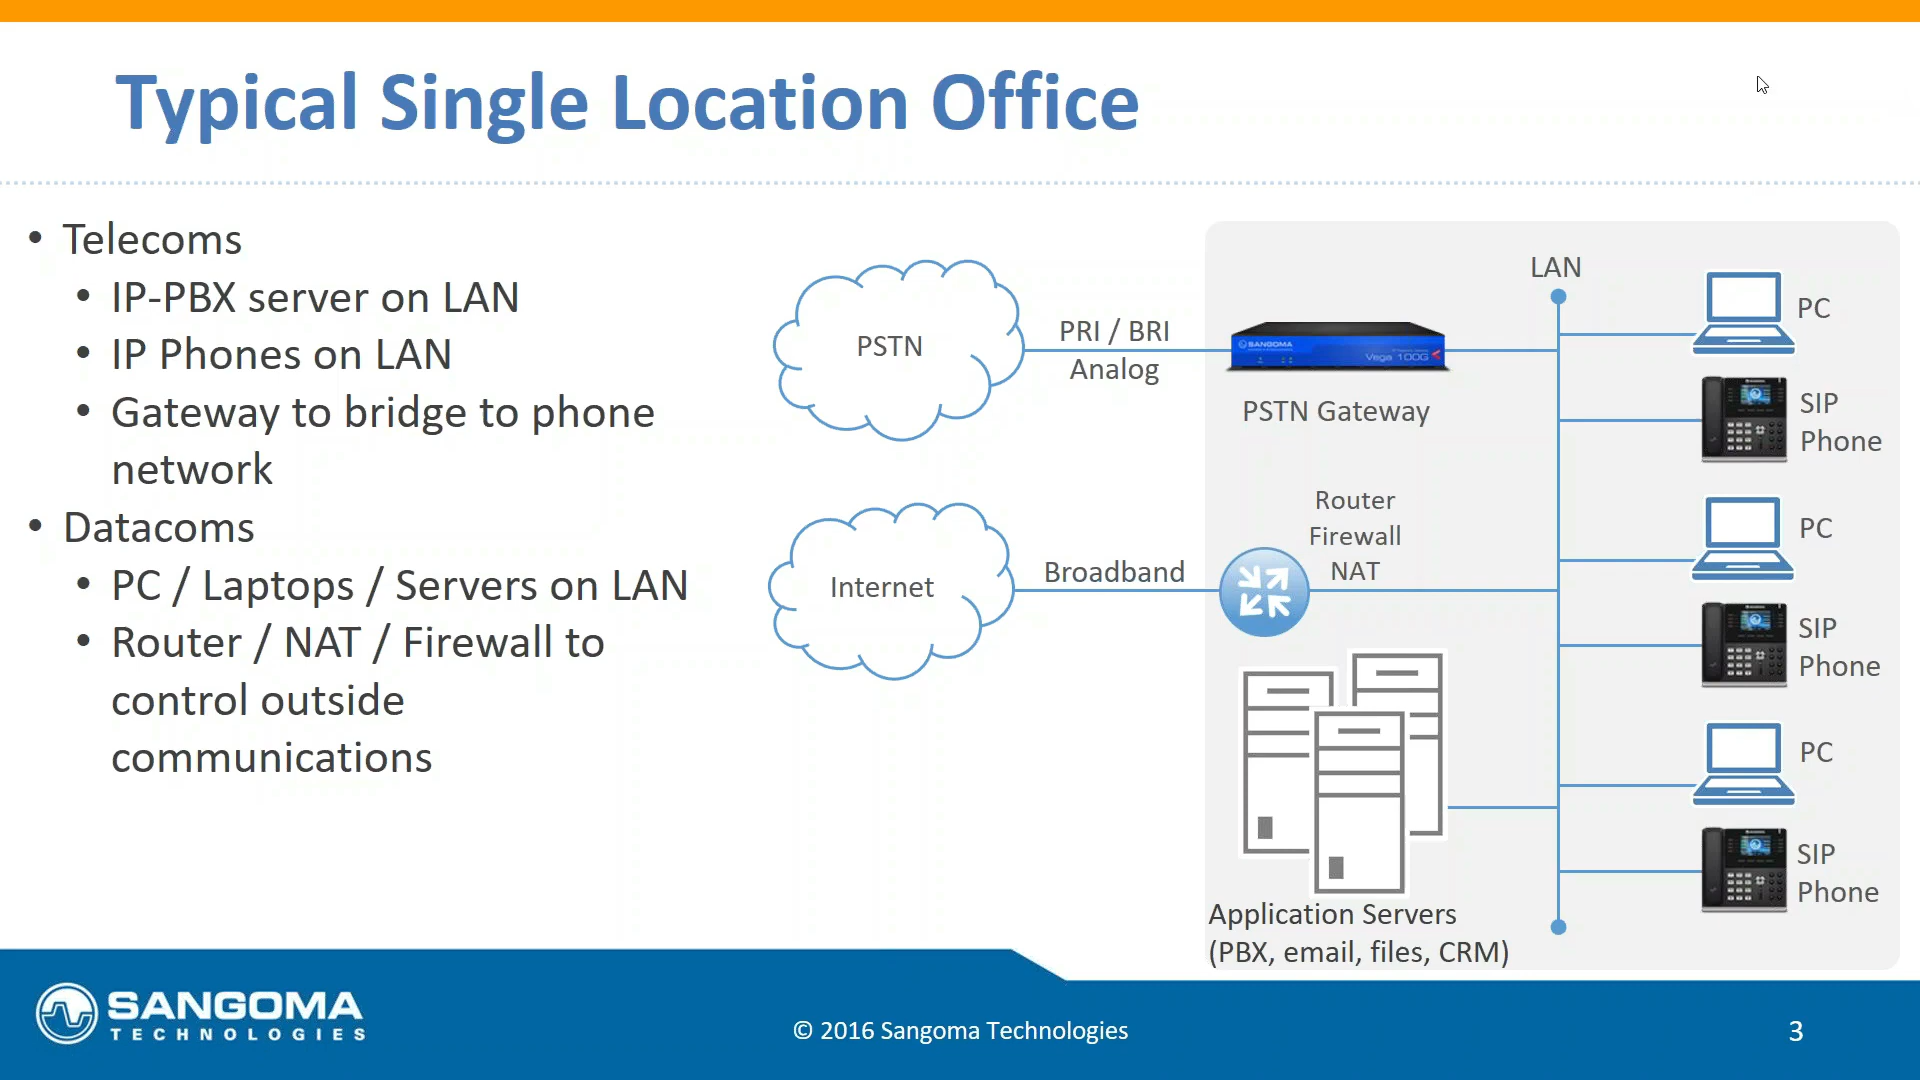 Typical Single Location Office
• Telecoms
• IP-PBX server on LAN
• IP Phones on LAN
• Gateway to bridge to phone
network
• Datacoms
• PC / Laptops / Servers on LAN
• Router / NAT / Firewall to
control outside
communications
PSTN
PRI / BRI
Analog
SANGOMA
Vega 100G
PSTN Gateway
Internet
Broadband
Router
Firewall
NAT
Application Servers
(PBX, email, files, CRM)
LAN
PC
SIP
Phone
PC
SIP
Phone
PC
SIP
Phone
SANGOMA
TECHNOLOGIES
© 2016 Sangoma Technologies
3